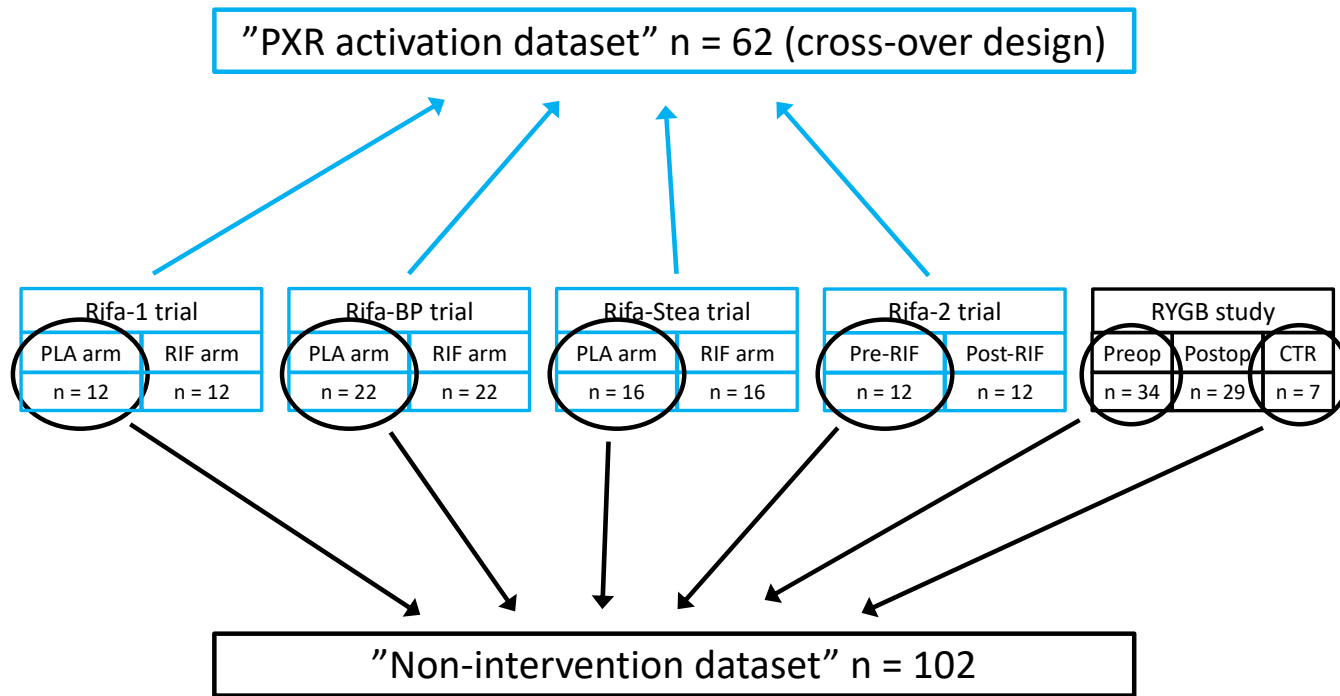 ”PXR activation dataset” n = 62 (cross-over design)
Rifa-1 trial
PLA arm RIF arm
n = 12 n = 12
Rifa-BP trial
PLA arm RIF arm
n = 22 n = 22
Rifa-Stea trial
PLA arm RIF arm
n = 16 n = 16
Rifa-2 trial
Pre-RIF Post-RIF
n = 12 n = 12
RYGB study
Preop Postop CTR
n = 34 n = 29 n = 7
”Non-intervention dataset” n = 102